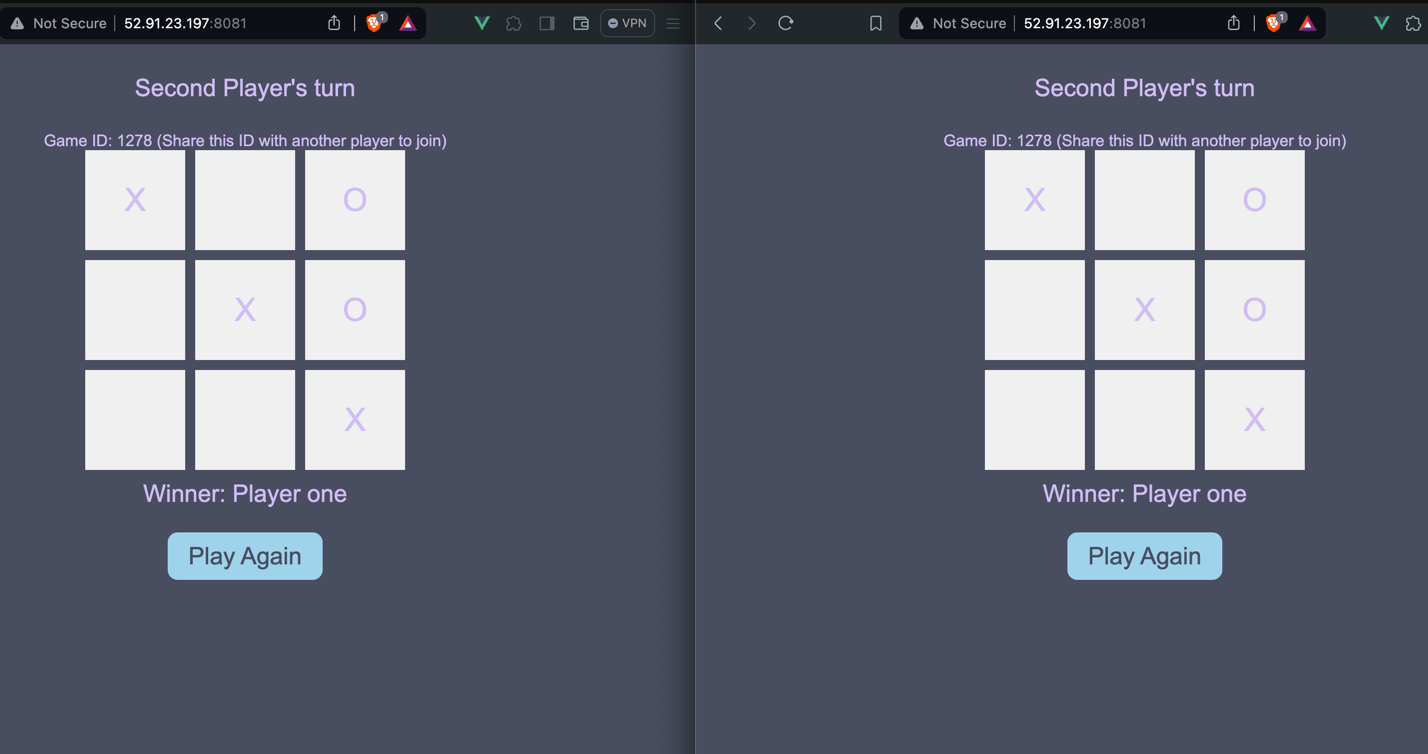 Not Secure 52.91.23.197:8081 1 VPN
Second Player's turn
Game ID: 1278 (Share this ID with another player to join)
X O
X O
X
Winner: Player one
Play Again
Not Secure 52.91.23.197:8081 1
Second Player's turn
Game ID: 1278 (Share this ID with another player to join)
X O
X O
X
Winner: Player one
Play Again